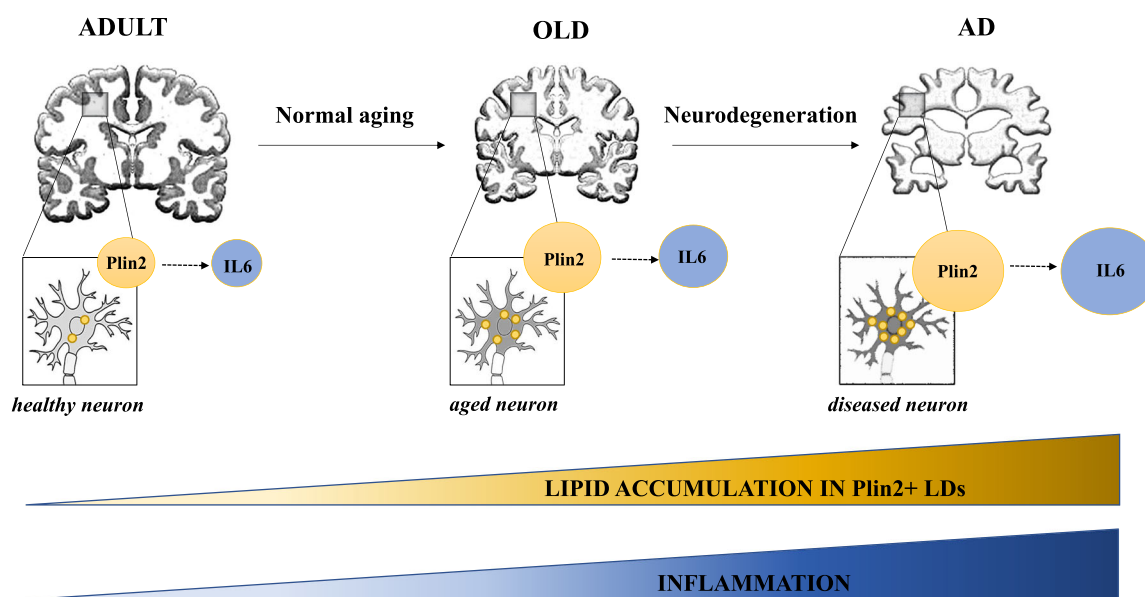 ADULT
OLD
AD
Normal aging
Neurodegeneration
Plin2
IL6
Plin2
IL6
Plin2
IL6
healthy neuron
aged neuron
diseased neuron
LIPID ACCUMULATION IN Plin2+ LDs
INFLAMMATION